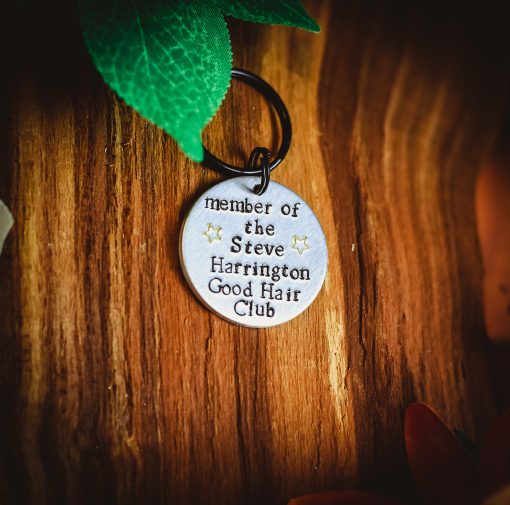 member of
the
Steve
Harrington
Good Hair
Club